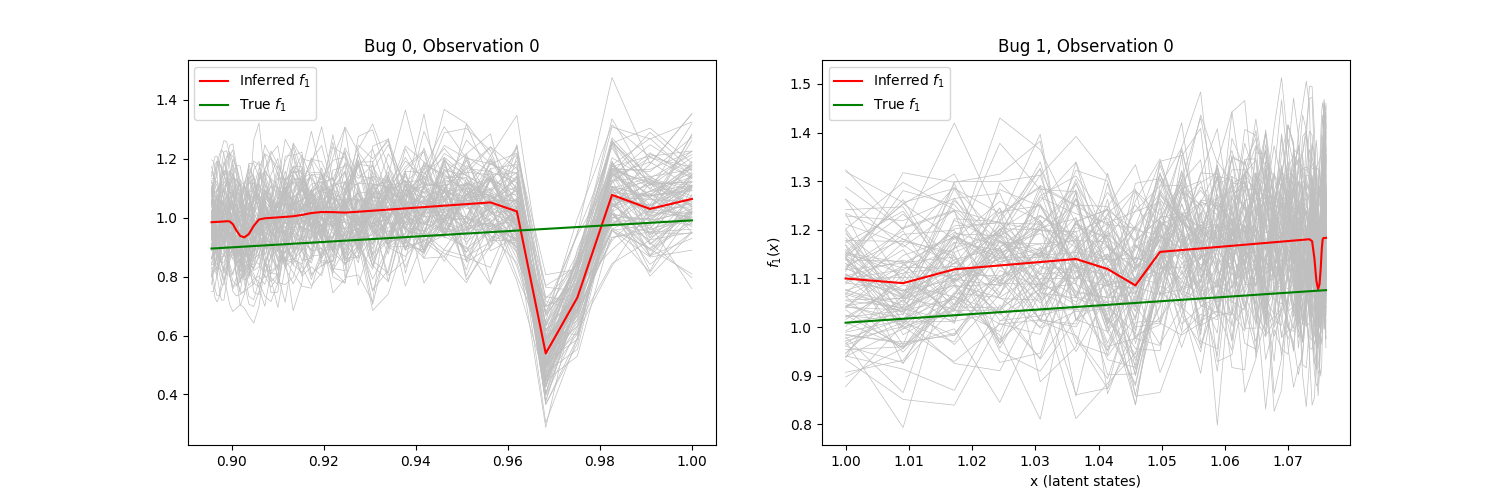 Bug 0, Observation 0
Inferred f₁
True f₁
1.4
1.2
1.0
0.8
0.6
0.4
0.90 0.92 0.94 0.96 0.98 1.00
Bug 1, Observation 0
Inferred f₁
True f₁
f₁(x)
1.5
1.4
1.3
1.2
1.1
1.0
0.9
0.8
1.00 1.01 1.02 1.03 1.04 1.05 1.06 1.07
x (latent states)